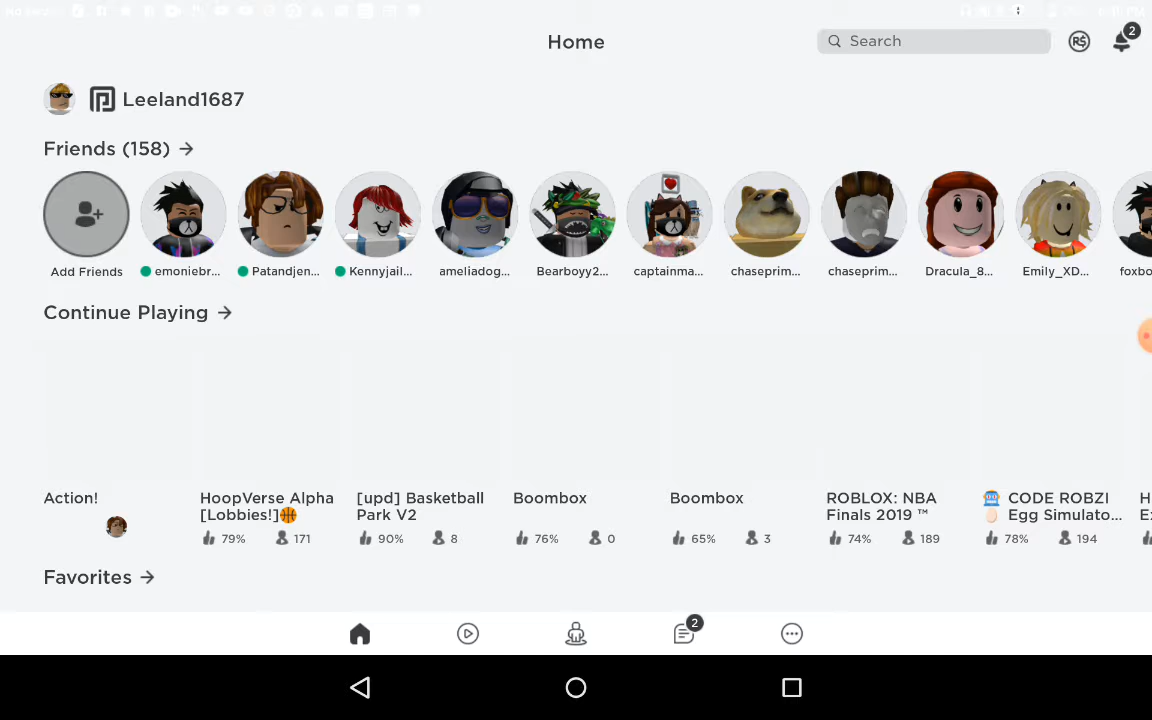 Home
Search
2
Leeland1687
Friends (158) →
Add Friends
emoniebr...
Patandjen...
Kennyjail...
ameliadog...
Bearboyy2...
captainma...
chaseprim...
chaseprim...
Dracula_8...
Emily_XD...
foxbo
Continue Playing →
Action!
HoopVerse Alpha
[Lobbies!]🏀
79% 171
[upd] Basketball
Park V2
90% 8
Boombox
76% 0
Boombox
65% 3
ROBLOX: NBA
Finals 2019 ™
74% 189
CODE ROBZI
Egg Simulato...
78% 194
H
E
Favorites →
2